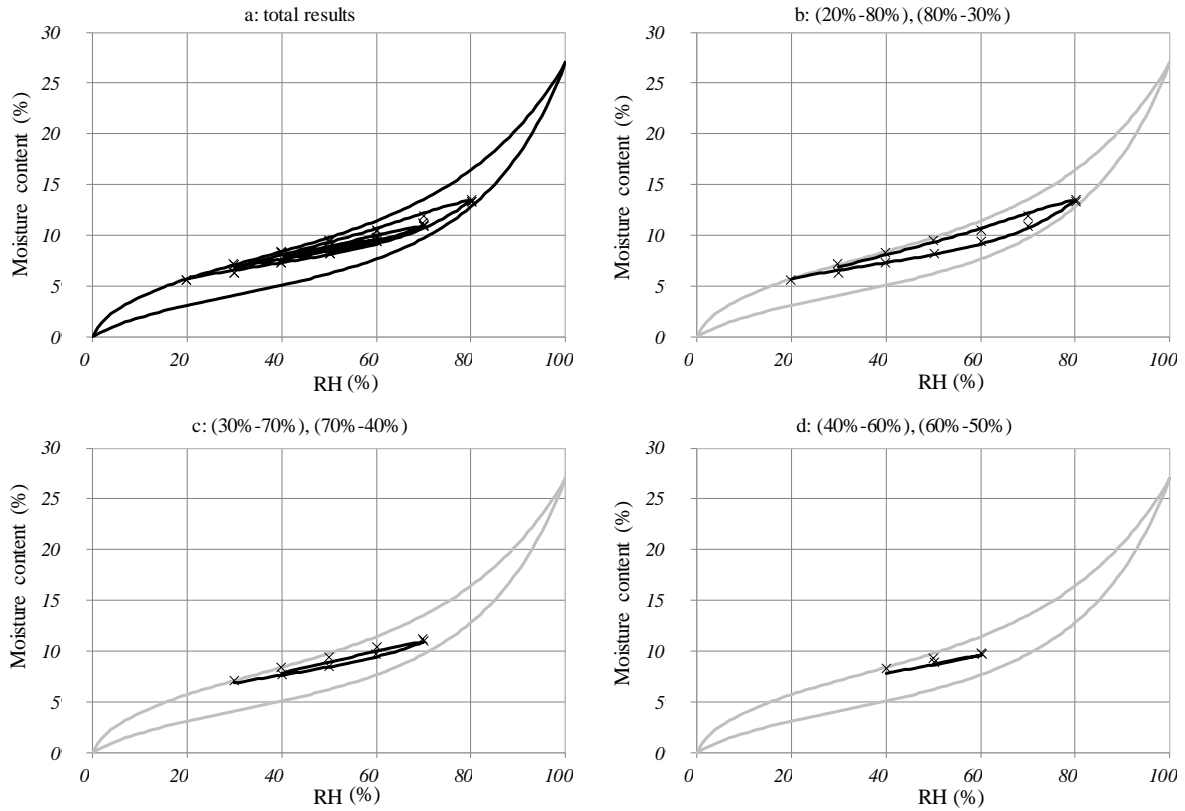 a: total results
30
25
20
15
10
5
0
Moisture content (%)
0 20 40 60 80 100
RH (%)
b: (20%-80%), (80%-30%)
30
25
20
15
10
5
0
Moisture content (%)
0 20 40 60 80 100
RH (%)
c: (30%-70%), (70%-40%)
30
25
20
15
10
5
0
Moisture content (%)
0 20 40 60 80 100
RH (%)
d: (40%-60%), (60%-50%)
30
25
20
15
10
5
0
Moisture content (%)
0 20 40 60 80 100
RH (%)